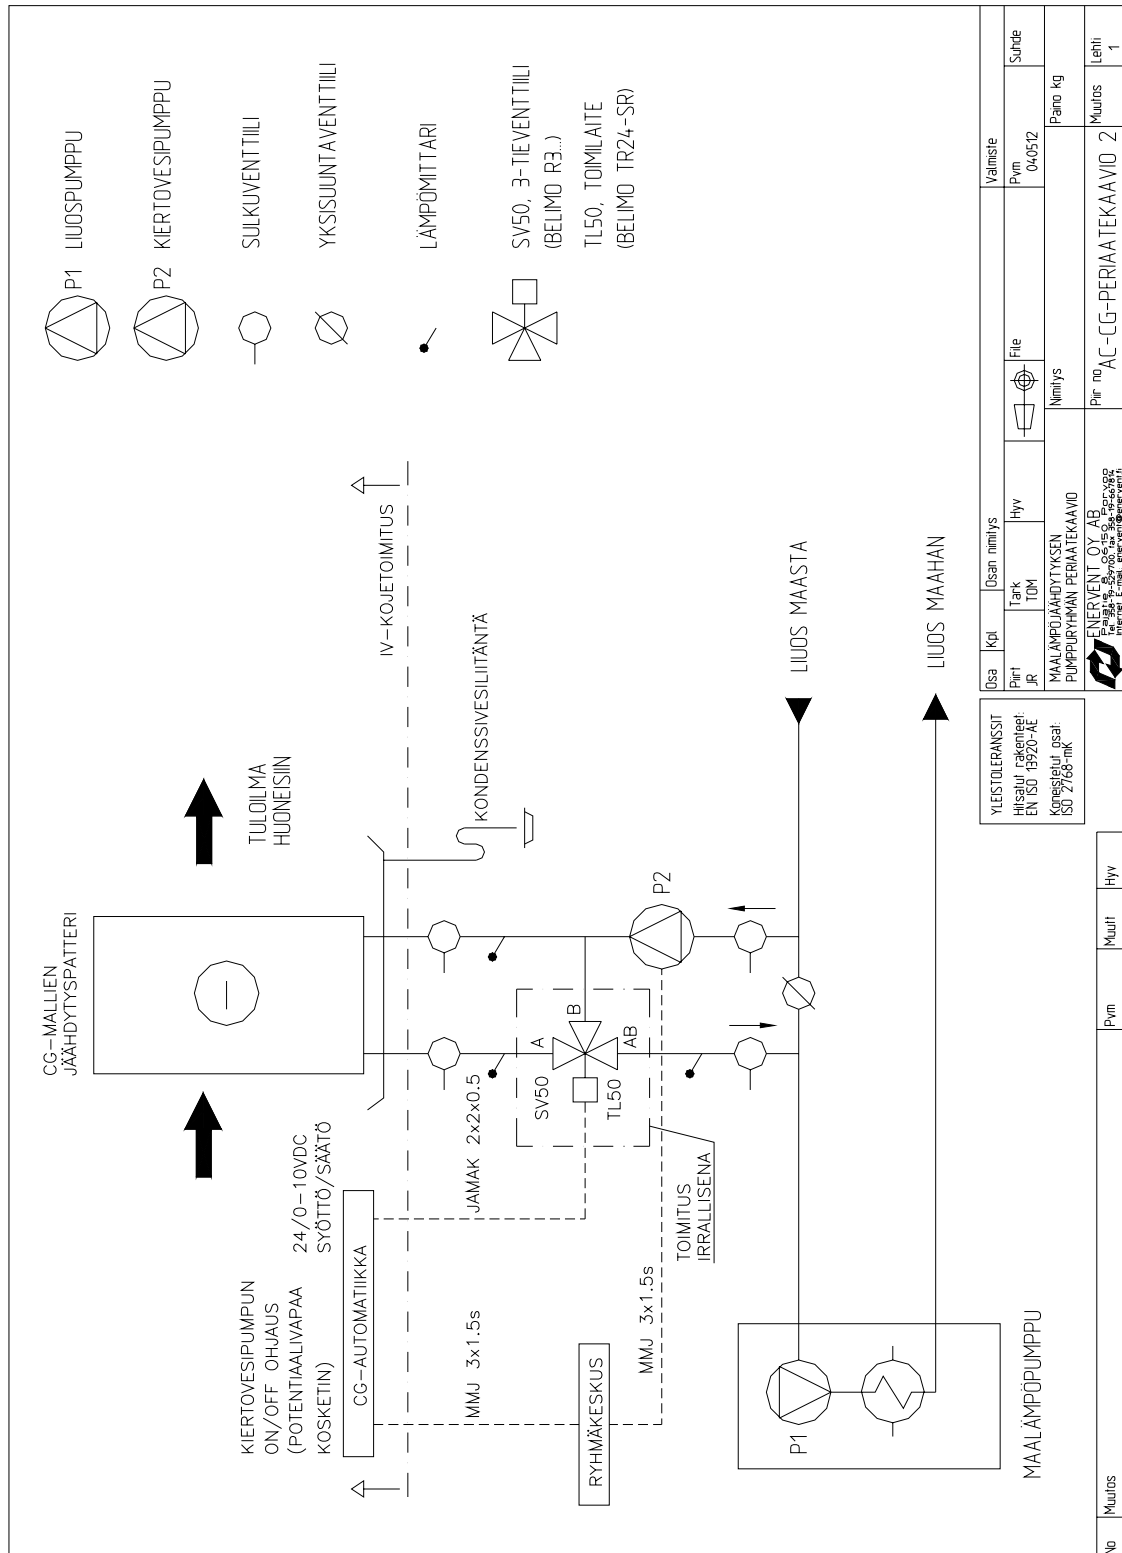 CG-MALLIEN
JÄÄHDYTYSPATTERI
TULOILMA
HUONEISIIN
KIERTOVESIPUMPUN
ON/OFF OHJAUS
(POTENTIAALIVAPAA
KOSKETIN)
24/0-10VDC
SYÖTTÖ/SÄÄTÖ
CG-AUTOMATIIKKA
IV-KOJETOIMITUS
MMJ 3x1.5s
JAMAK 2x2x0.5
KONDENSSIVESILIITÄNTÄ
SV50
A
B
AB
TL50
P2
RYHMÄKESKUS
MMJ 3x1.5s
TOIMITUS
IRRALLISENA
P1
LIUOS MAASTA
LIUOS MAAHAN
MAALÄMPÖPUMPPU
P1 LIUOSPUMPPU
P2 KIERTOVESIPUMPPU
SULKUVENTTIILI
YKSISUUNTAVENTTIILI
LÄMPÖMITTARI
SV50, 3-TIEVENTTIILI
(BELIMO R3...)
TL50, TOIMILAITE
(BELIMO TR24-SR)
YLEISTOLERANSSIT
Hitsatut rakenteet:
EN ISO 13920-AE
Koneistetut osat:
ISO 2768-mK
Osa Kpl Osan nimitys Valmiste
Piirt Tark Hyv File Pvm Suhde
JR TOM 040512
MAALÄMPÖJÄÄHDYTYKSEN
PUMPPURYHMÄN PERIAATEKAAVIO
Nimitys
Paino kg
ENERVENT OY AB
Piir no AC-CG-PERIAATEKAAVIO 2
Muutos
Lehti
1
No Muutos Pvm Muutt Hyv